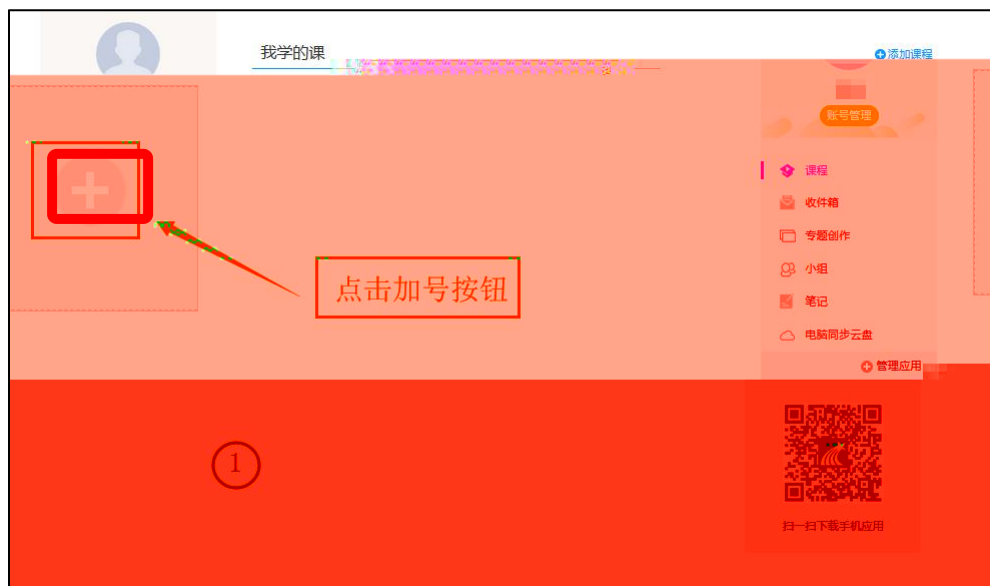 我学的课
添加课程
账号管理
课程
收件箱
专题创作
小组
笔记
电脑同步云盘
管理应用
点击加号按钮
1
扫一扫下载手机应用